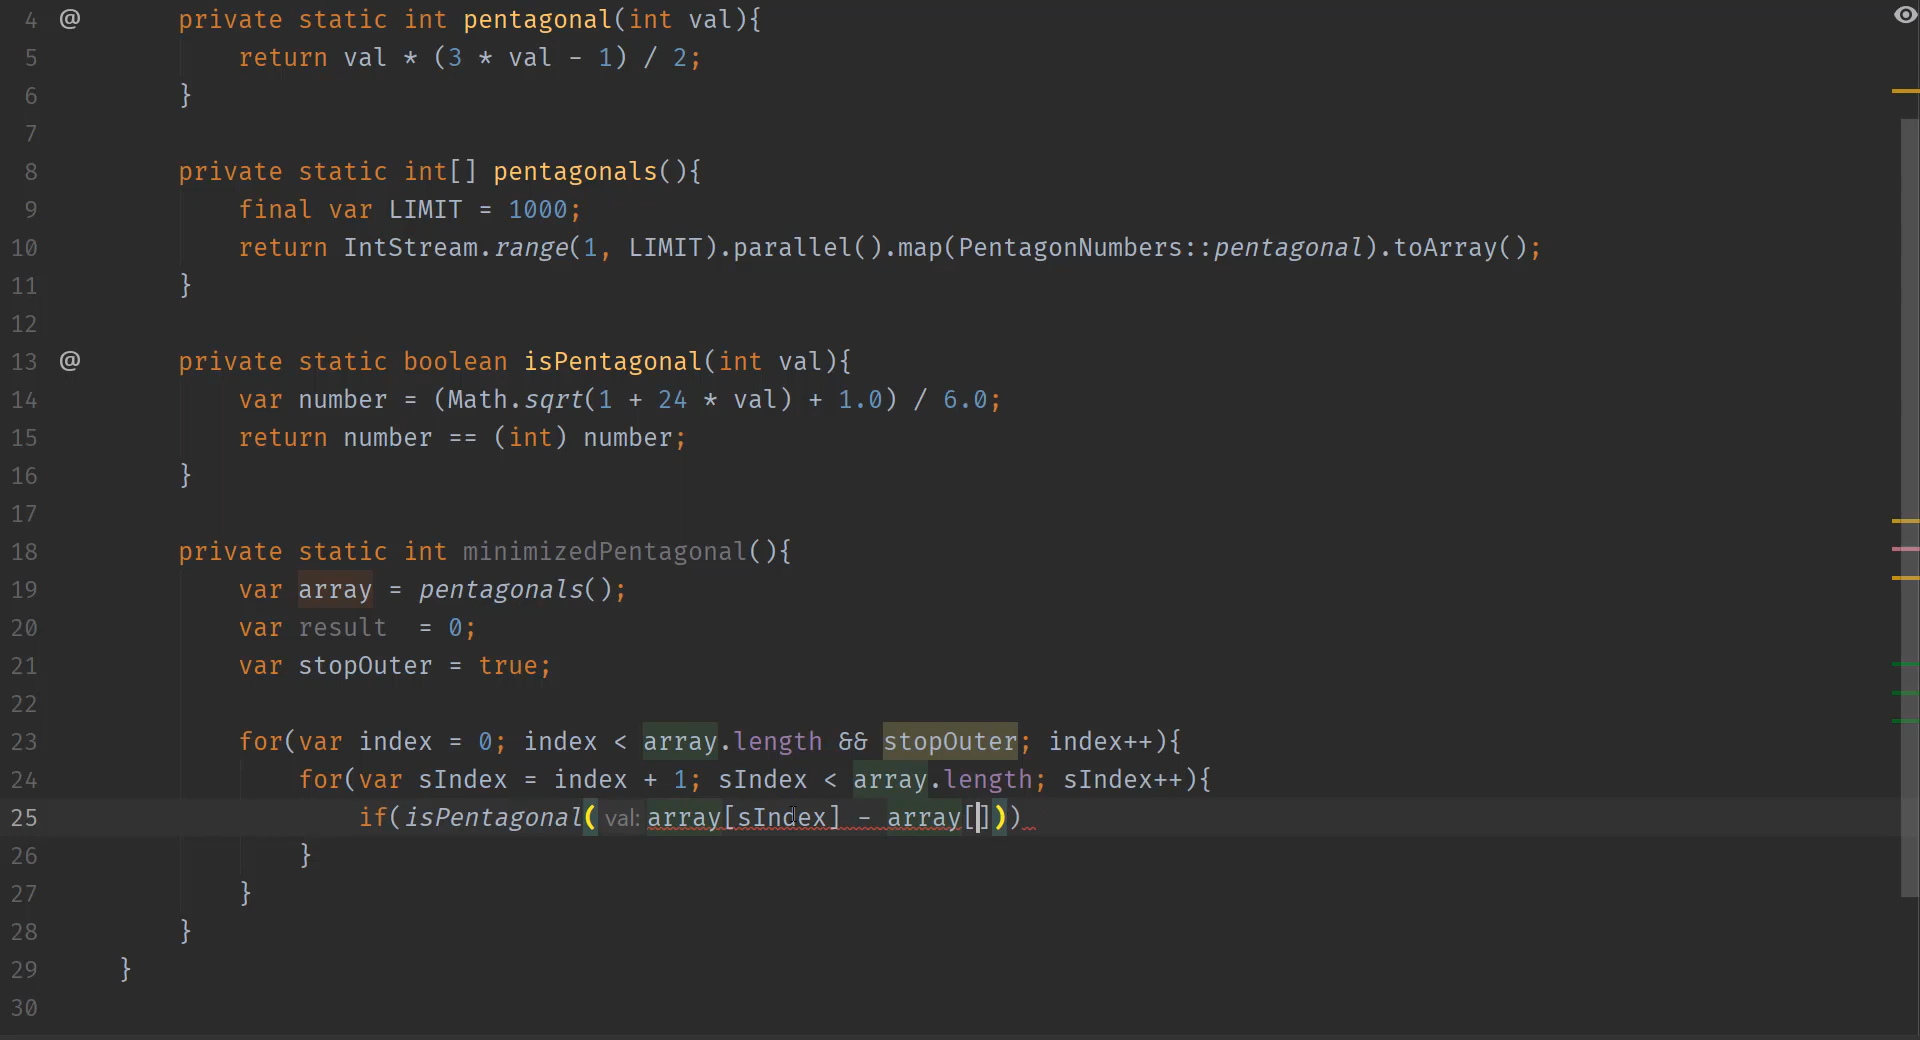 4 @ private static int pentagonal(int val){
5 return val * (3 * val - 1) / 2;
6 }
7
8 private static int[] pentagonals(){
9 final var LIMIT = 1000;
10 return IntStream.range(1, LIMIT).parallel().map(PentagonNumbers::pentagonal).toArray();
11 }
12
13 @ private static boolean isPentagonal(int val){
14 var number = (Math.sqrt(1 + 24 * val) + 1.0) / 6.0;
15 return number == (int) number;
16 }
17
18 private static int minimizedPentagonal(){
19 var array = pentagonals();
20 var result  = 0;
21 var stopOuter = true;
22
23 for(var index = 0; index < array.length && stopOuter; index++){
24 for(var sIndex = index + 1; sIndex < array.length; sIndex++){
25 if(isPentagonal( val: array[sIndex] - array[]))
26 }
27 }
28 }
29 }
30